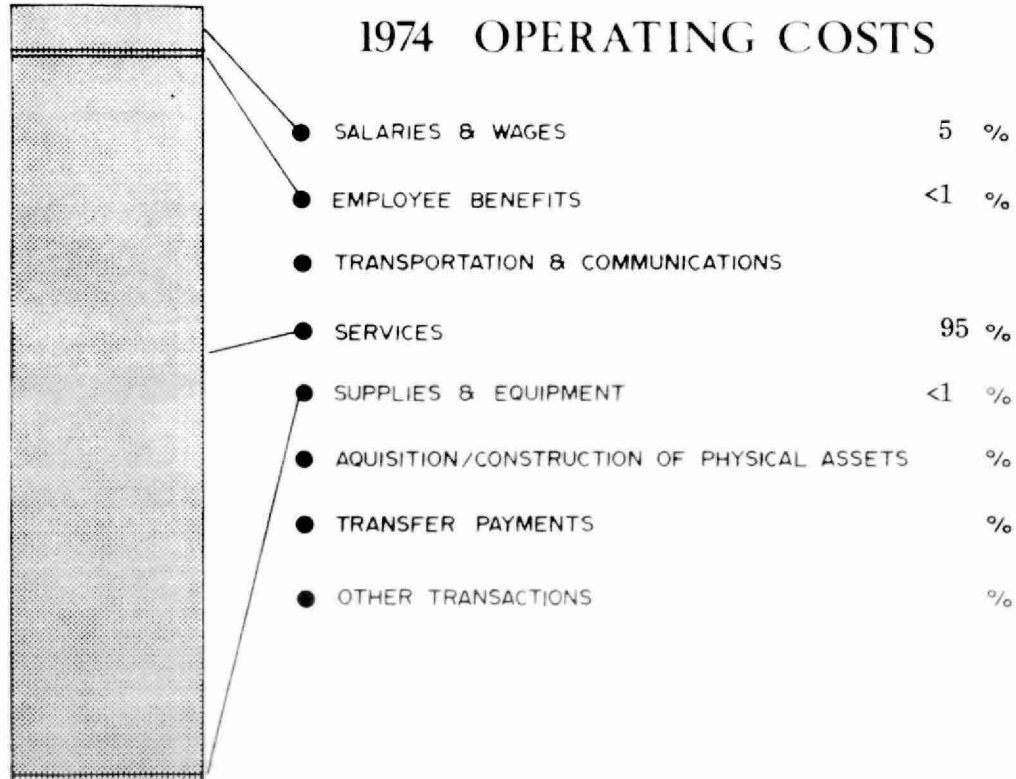 1974 OPERATING COSTS
● SALARIES & WAGES 5 %
● EMPLOYEE BENEFITS <1 %
● TRANSPORTATION & COMMUNICATIONS
● SERVICES 95 %
● SUPPLIES & EQUIPMENT <1 %
● AQUISITION/CONSTRUCTION OF PHYSICAL ASSETS %
● TRANSFER PAYMENTS %
● OTHER TRANSACTIONS %